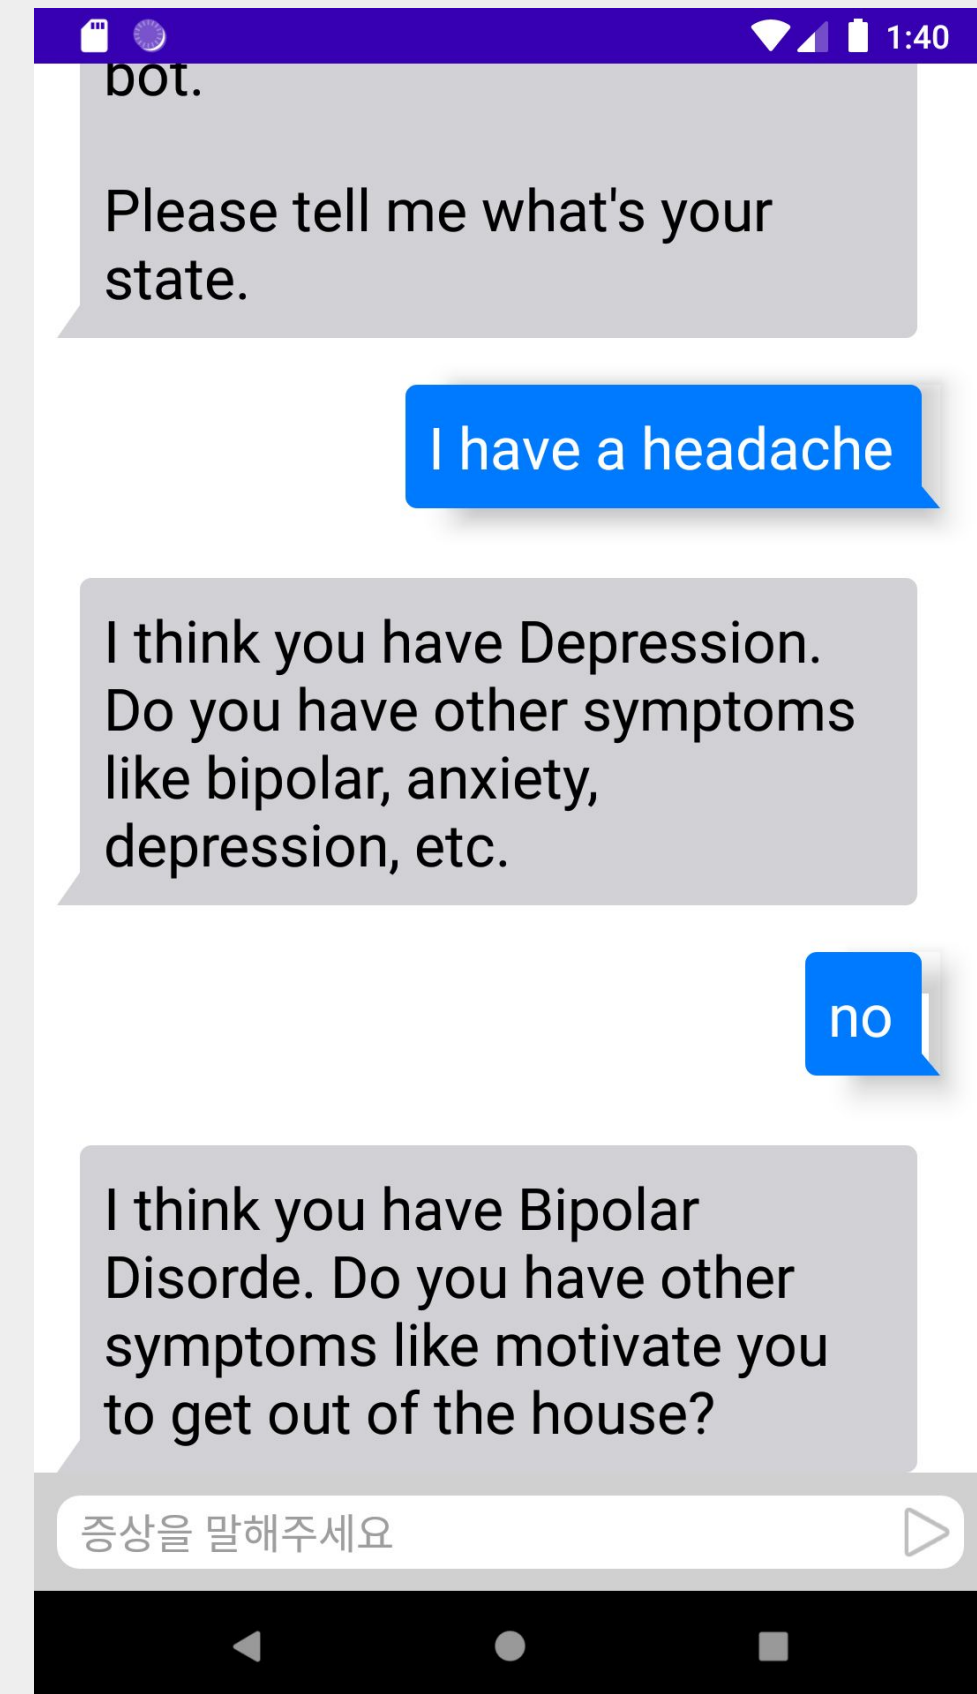 1:40
bot.
Please tell me what's your
state.
I have a headache
I think you have Depression.
Do you have other symptoms
like bipolar, anxiety,
depression, etc.
no
I think you have Bipolar
Disorde. Do you have other
symptoms like motivate you
to get out of the house?
증상을 말해주세요